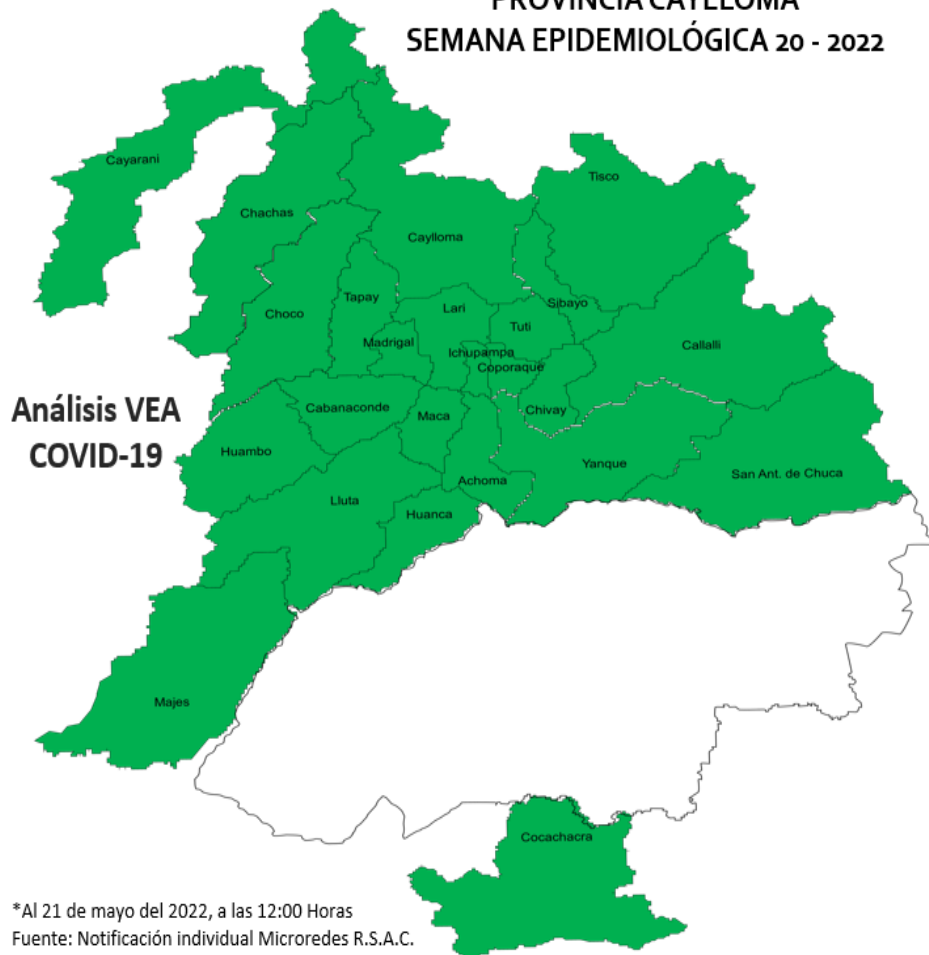 PROVINCIA CAYLLOMA
SEMANA EPIDEMIOLÓGICA 20 - 2022
Cayarani
Tisco
Chachas
Caylloma
Tapay
Sibayo
Lari
Choco
Tuti
Madrigal
Callalli
Ichupampa
Coporaque
Análisis VEA
COVID-19
Cabanaconde
Maca
Chivay
Huambo
Yanque
San Ant. de Chuca
Achoma
Lluta
Huanca
Majes
Cocachacra
*Al 21 de mayo del 2022, a las 12:00 Horas
Fuente: Notificación individual Microredes R.S.A.C.